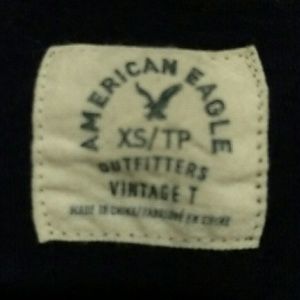 AMERICAN EAGLE
XS/TP
OUTFITTERS
VINTAGE T
MADE IN CHINA/FABRIQUÉ EN CHINE